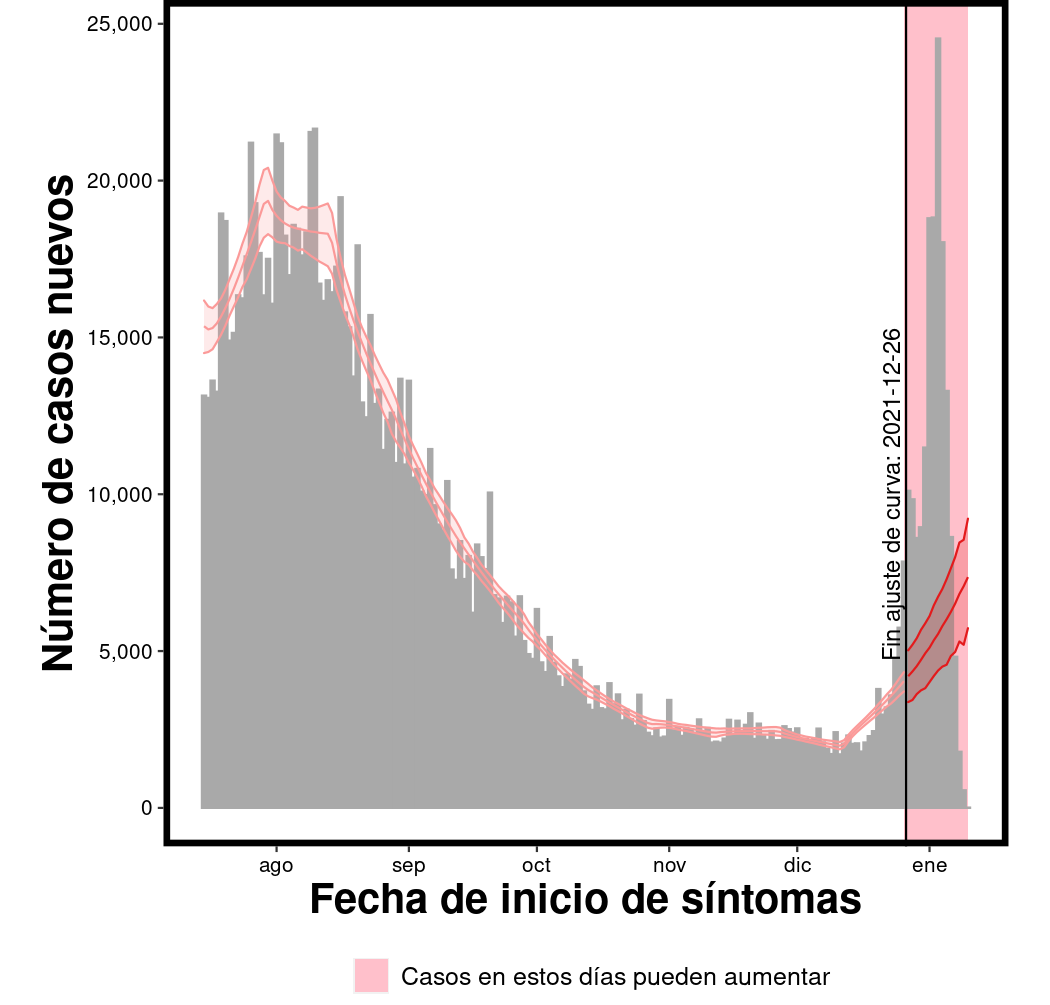 25,000
20,000
15,000
10,000
5,000
0
Número de casos nuevos
Fin ajuste de curva: 2021-12-26
ago sep oct nov dic ene
Fecha de inicio de síntomas
Casos en estos días pueden aumentar